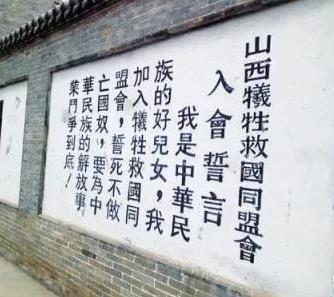 山西犧牲救國同盟會
入會誓言
我是中華民
族的好兒女，我
加入犧牲救國同
盟會，誓死不做
亡國奴，要為中
華民族的解放事
業鬥爭到底！